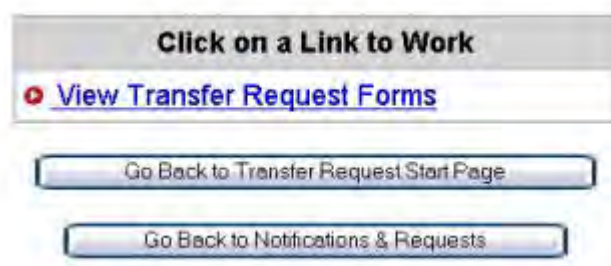 Click on a Link to Work
View Transfer Request Forms
Go Back to Transfer Request Start Page
Go Back to Notifications & Requests